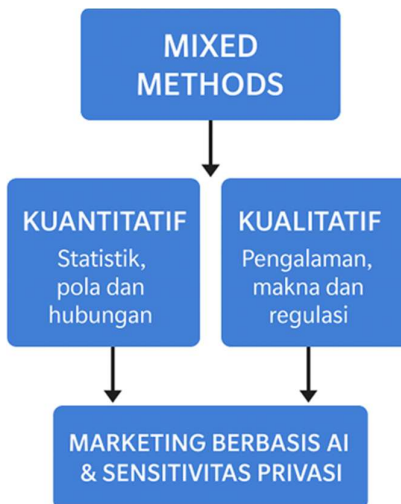 MIXED
METHODS
KUANTITATIF
Statistik,
pola dan
hubungan
KUALITATIF
Pengalaman,
makna dan
regulasi
MARKETING BERBASIS AI
& SENSITIVITAS PRIVASI